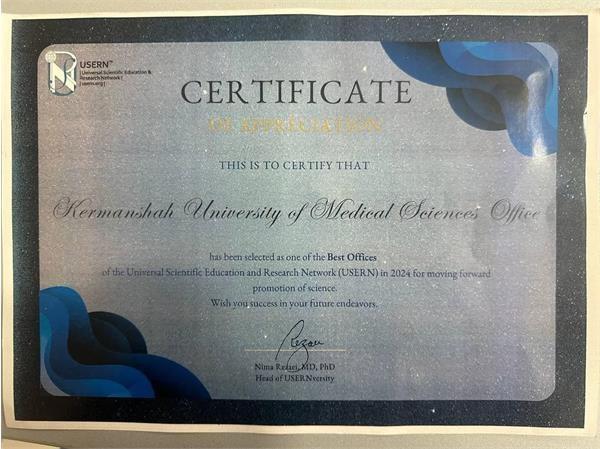 USERN™
Universal Scientific Education &
Research Network
usern.org
CERTIFICATE
OF APPRECIATION
THIS IS TO CERTIFY THAT
Kermanshah University of Medical Sciences Office
has been selected as one of the Best Offices
of the Universal Scientific Education and Research Network (USERN) in 2024 for moving forward
promotion of science.
Wish you success in your future endeavors.
Rezaei
Nima Rezaei, MD, PhD
Head of USERNversity